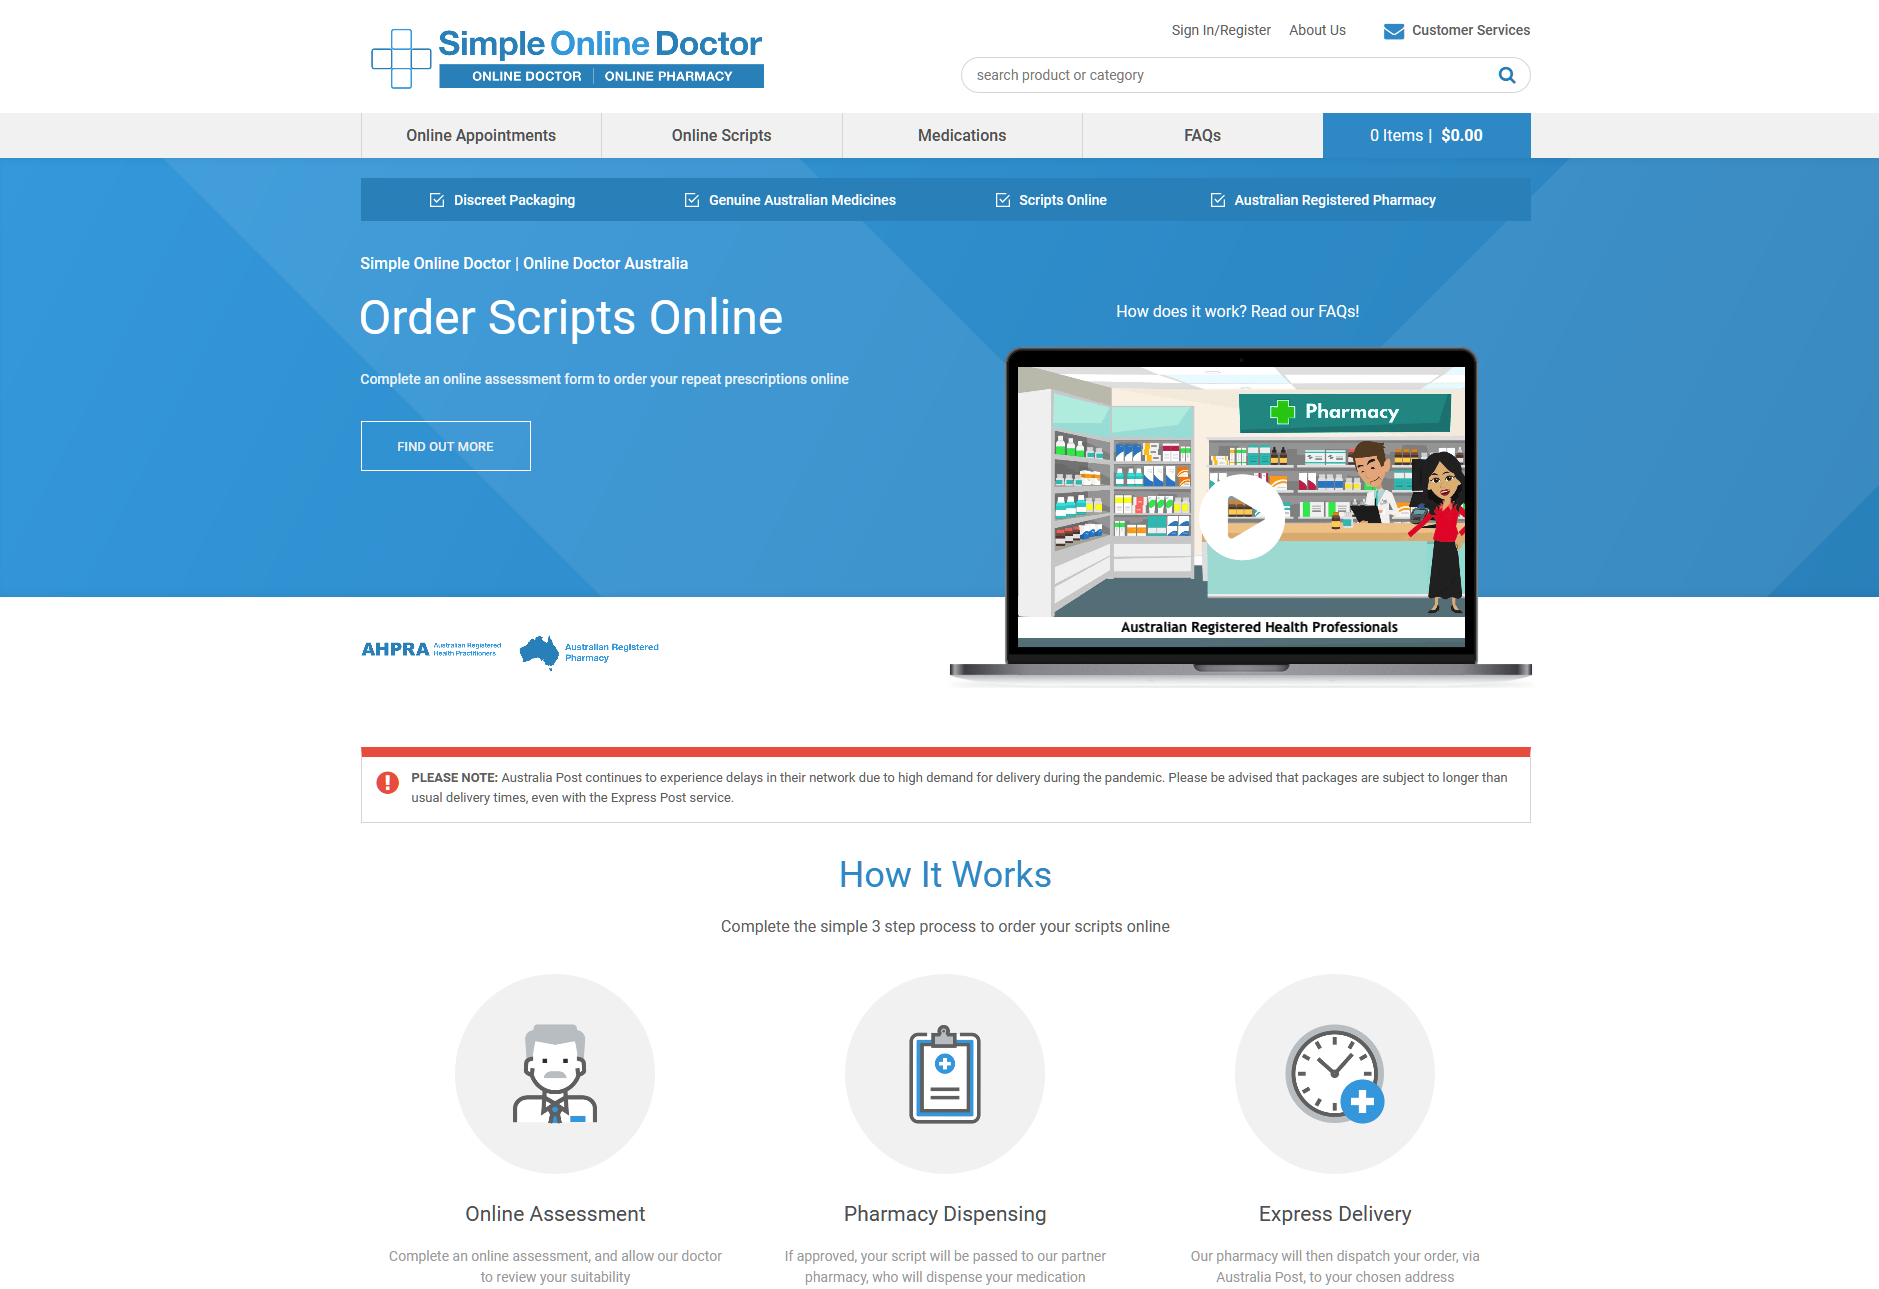 Simple Online Doctor
ONLINE DOCTOR | ONLINE PHARMACY
Sign In/Register About Us Customer Services
search product or category
Online Appointments Online Scripts Medications FAQs 0 Items | $0.00
Discreet Packaging Genuine Australian Medicines Scripts Online Australian Registered Pharmacy
Simple Online Doctor | Online Doctor Australia
Order Scripts Online
Complete an online assessment form to order your repeat prescriptions online
FIND OUT MORE
How does it work? Read our FAQs!
Pharmacy
Australian Registered Health Professionals
AHPRA Australian Registered
Health Practitioners
Australian Registered
Pharmacy
PLEASE NOTE: Australia Post continues to experience delays in their network due to high demand for delivery during the pandemic. Please be advised that packages are subject to longer than
usual delivery times, even with the Express Post service.
How It Works
Complete the simple 3 step process to order your scripts online
Online Assessment
Complete an online assessment, and allow our doctor
to review your suitability
Pharmacy Dispensing
If approved, your script will be passed to our partner
pharmacy, who will dispense your medication
Express Delivery
Our pharmacy will then dispatch your order, via
Australia Post, to your chosen address